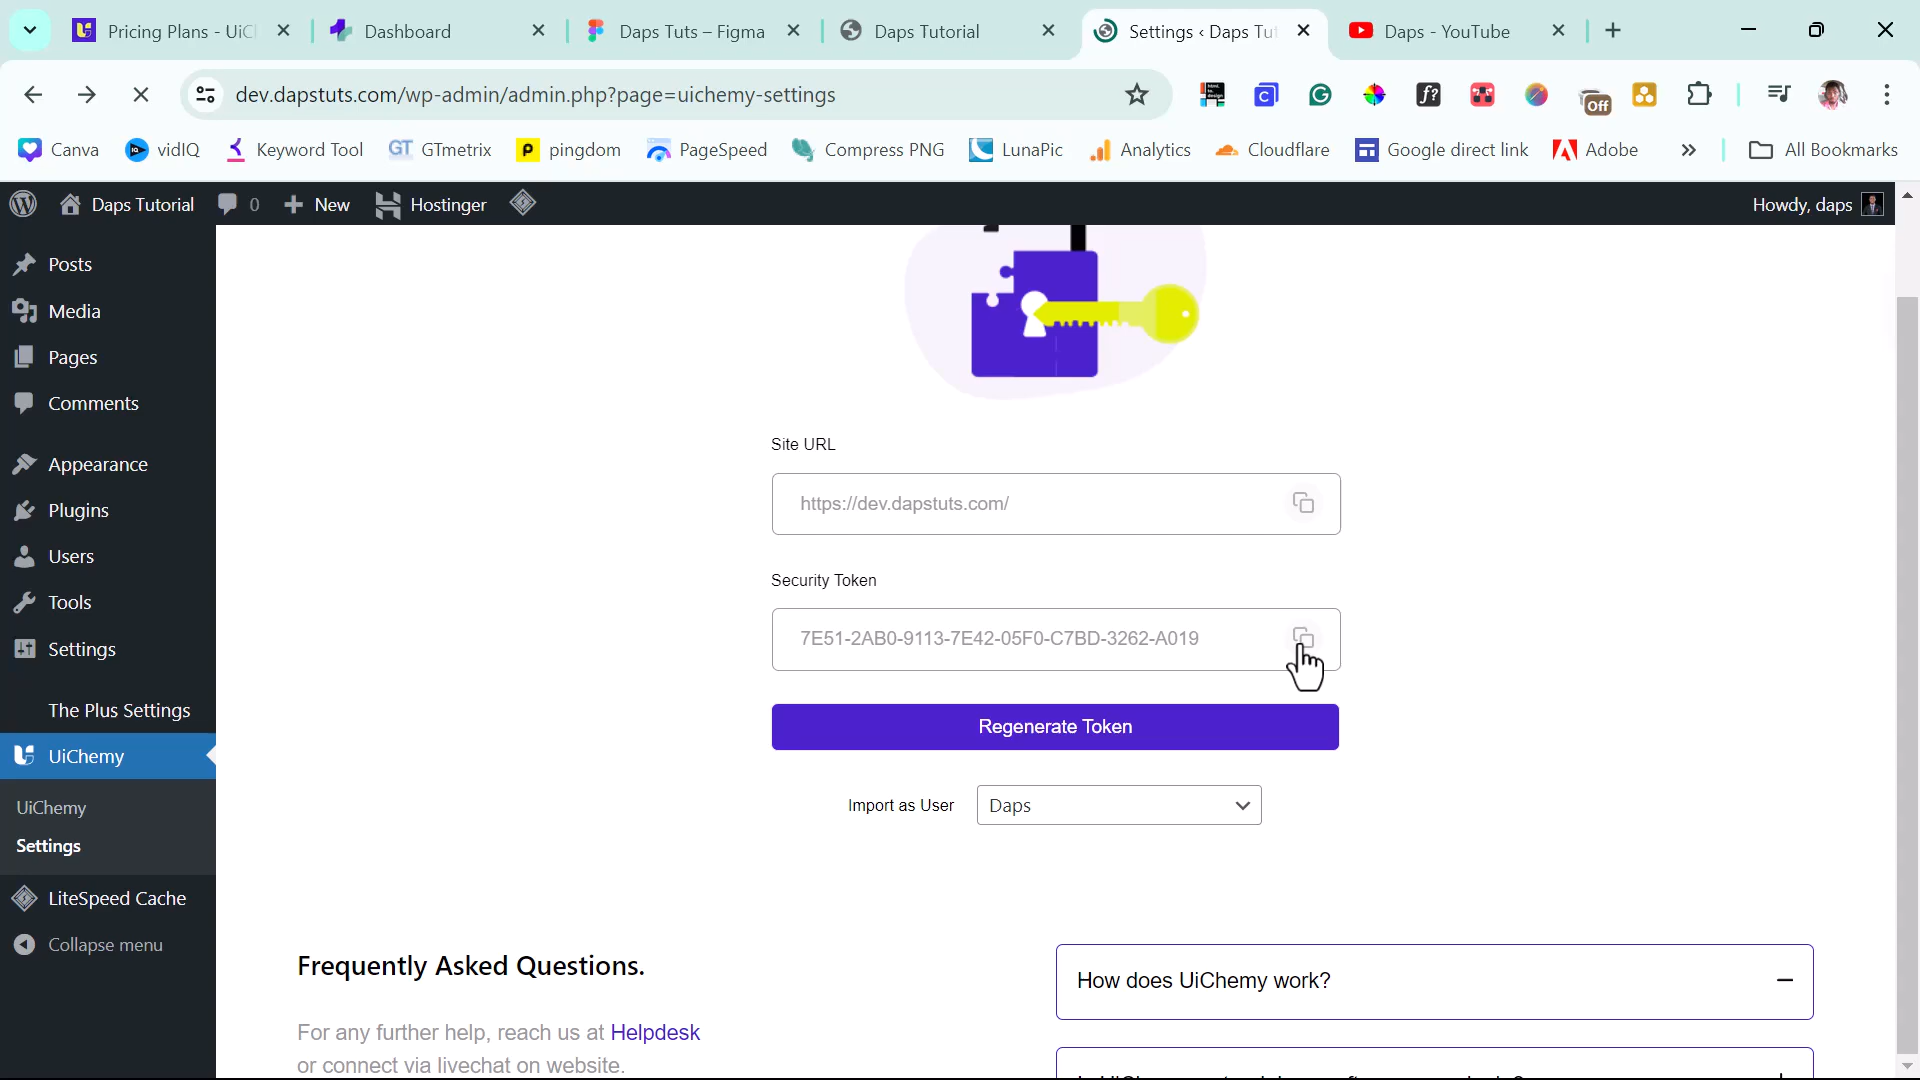 Pricing Plans - UiC
Dashboard
Daps Tuts – Figma
Daps Tutorial
Settings ‹ Daps Tut
Daps - YouTube
dev.dapstuts.com/wp-admin/admin.php?page=uichemy-settings
Off
Canva
vidIQ
Keyword Tool
GT GTmetrix
pingdom
PageSpeed
Compress PNG
LunaPic
Analytics
Cloudflare
Google direct link
Adobe
All Bookmarks
Daps Tutorial
0
New
Hostinger
Howdy, daps
Posts
Media
Pages
Comments
Appearance
Plugins
Users
Tools
Settings
The Plus Settings
UiChemy
UiChemy
Settings
LiteSpeed Cache
Collapse menu
Site URL
https://dev.dapstuts.com/
Security Token
7E51-2AB0-9113-7E42-05F0-C7BD-3262-A019
Regenerate Token
Import as User
Daps
Frequently Asked Questions.
For any further help, reach us at Helpdesk
or connect via livechat on website.
How does UiChemy work?